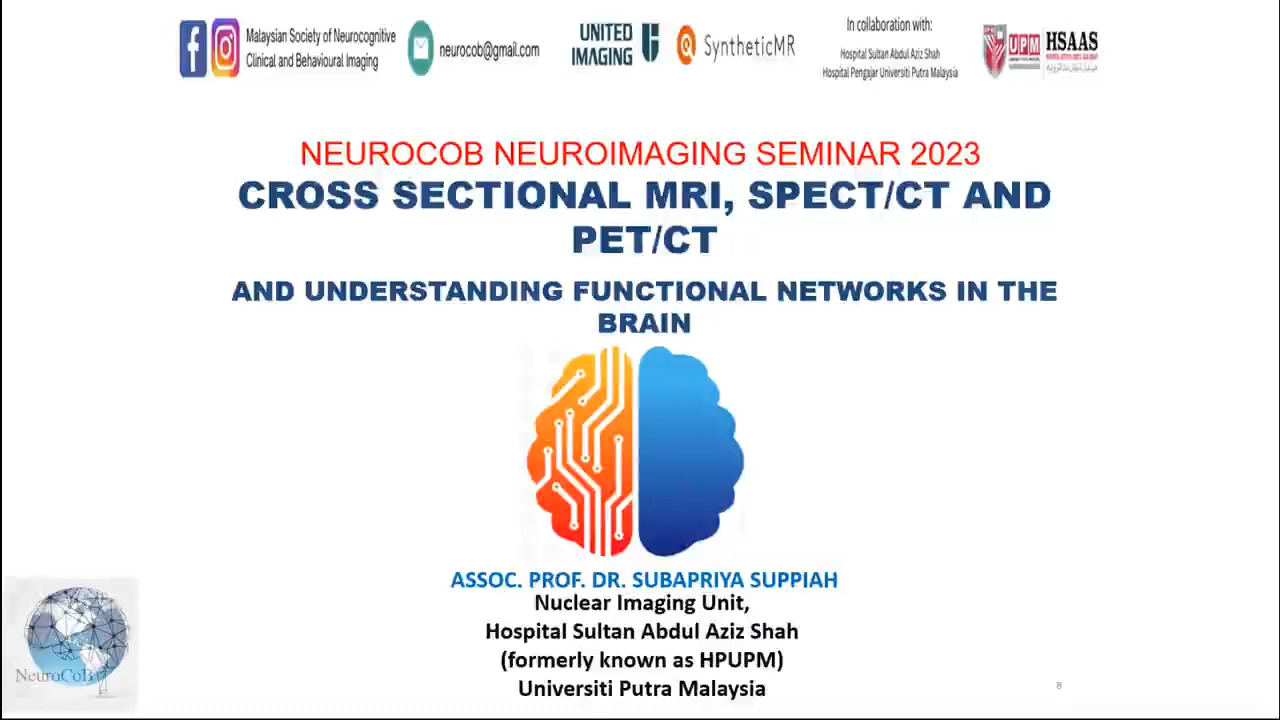 Malaysian Society of Neurocognitive
Clinical and Behavioural Imaging
neurocob@gmail.com
UNITED
IMAGING
SyntheticMR
In collaboration with:
Hospital Sultan Abdul Aziz Shah
Hospital Pengajar Universiti Putra Malaysia
UPM
HSAAS
NEUROCOB NEUROIMAGING SEMINAR 2023
CROSS SECTIONAL MRI, SPECT/CT AND
PET/CT
AND UNDERSTANDING FUNCTIONAL NETWORKS IN THE
BRAIN
ASSOC. PROF. DR. SUBAPRIYA SUPPIAH
Nuclear Imaging Unit,
Hospital Sultan Abdul Aziz Shah
(formerly known as HPUPM)
Universiti Putra Malaysia
NeuroCoBI
8